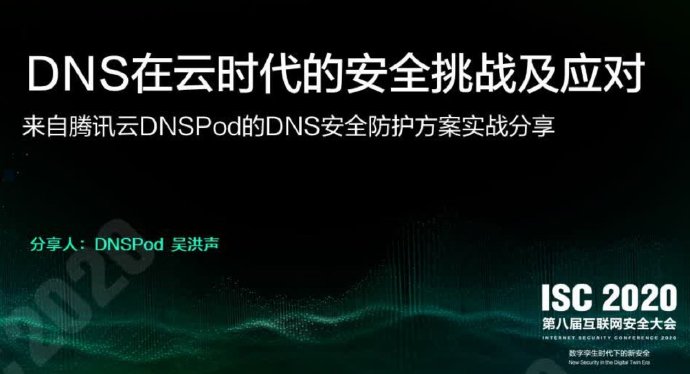 DNS在云时代的安全挑战及应对
来自腾讯云DNSPod的DNS安全防护方案实战分享
分享人：DNSPod 吴洪声
ISC 2020
第八届互联网安全大会
INTERNET SECURITY CONFERENCE 2020
数字孪生时代下的新安全
New Security in the Digital Twin Era
2020
ISC 2020